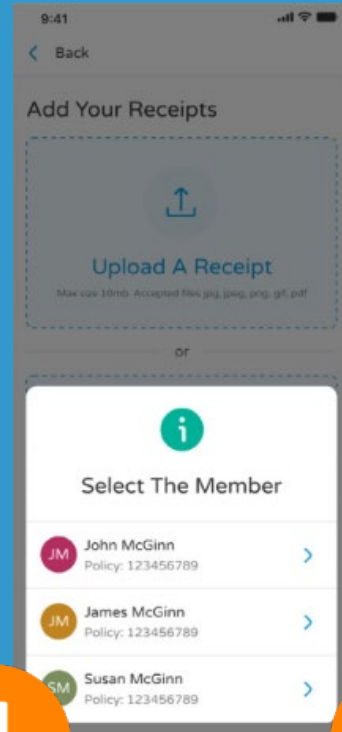 9:41
Back
Add Your Receipts
Upload A Receipt
Max size 10mb. Accepted files jpg, jpeg, png, gif, pdf
or
i
Select The Member
JM
John McGinn
Policy: 123456789
JM
James McGinn
Policy: 123456789
SM
Susan McGinn
Policy: 123456789